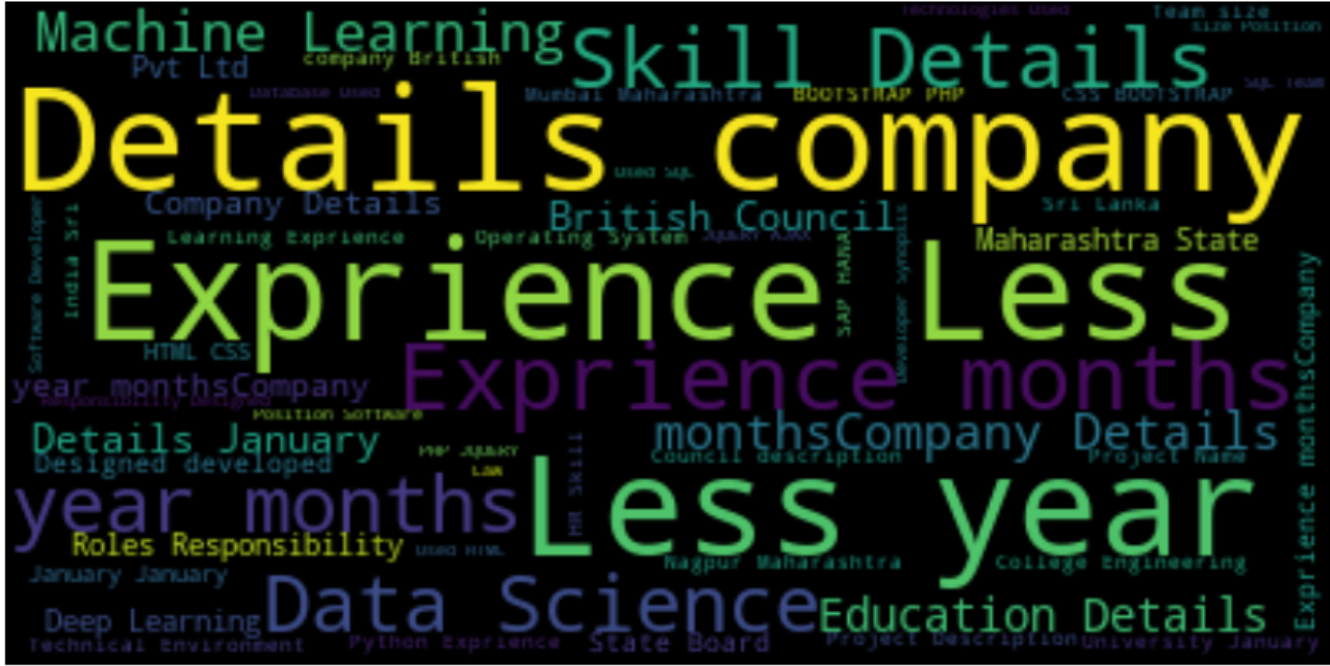 Technologies Used
Team size
Machine Learning
Skill Details
size Position
Pvt Ltd
company British
SQL Team
Database Used
Mumbai Maharashtra
BOOTSTRAP PHP
CSS BOOTSTRAP
Details company
Used SQL
Company Details
British Council
Sri Lanka
Software Developer
India Sri
Learning Exprience
Operating System
JQUERY AJAX
Maharashtra State
Exprience Less
SAP HANA
Developer synopsis
Exprience monthsCompany
HTML CSS
Exprience months
year monthsCompany
Responsibility Designed
Position Software
Details January
PHP JQUERY
HR Skill
monthsCompany Details
Designed developed
Law
Council description
Project Name
year months
Less year
Roles Responsibility
Used HTML
Nagpur Maharashtra
College Engineering
January January
Data Science
Deep Learning
Education Details
Technical Environment
Python Exprience
State Board
Project Description
University January